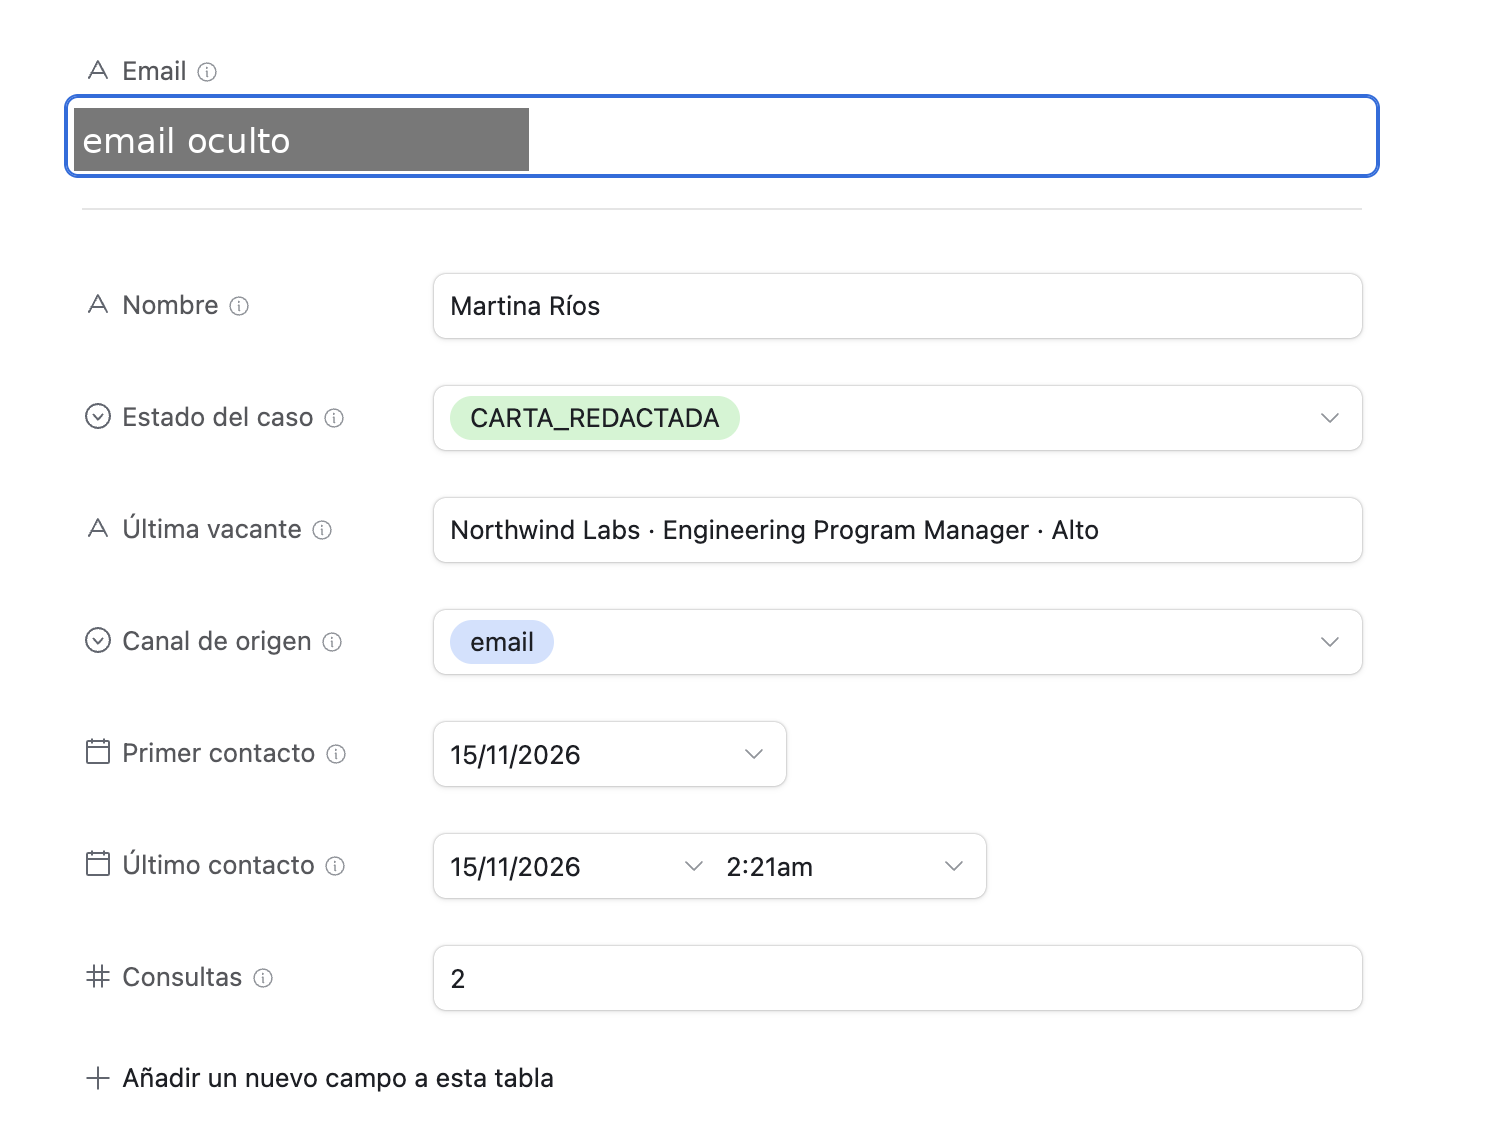 Email
email oculto
Nombre
Martina Ríos
Estado del caso
CARTA_REDACTADA
Última vacante
Northwind Labs · Engineering Program Manager · Alto
Canal de origen
email
Primer contacto
15/11/2026
Último contacto
15/11/2026 2:21am
Consultas
2
Añadir un nuevo campo a esta tabla